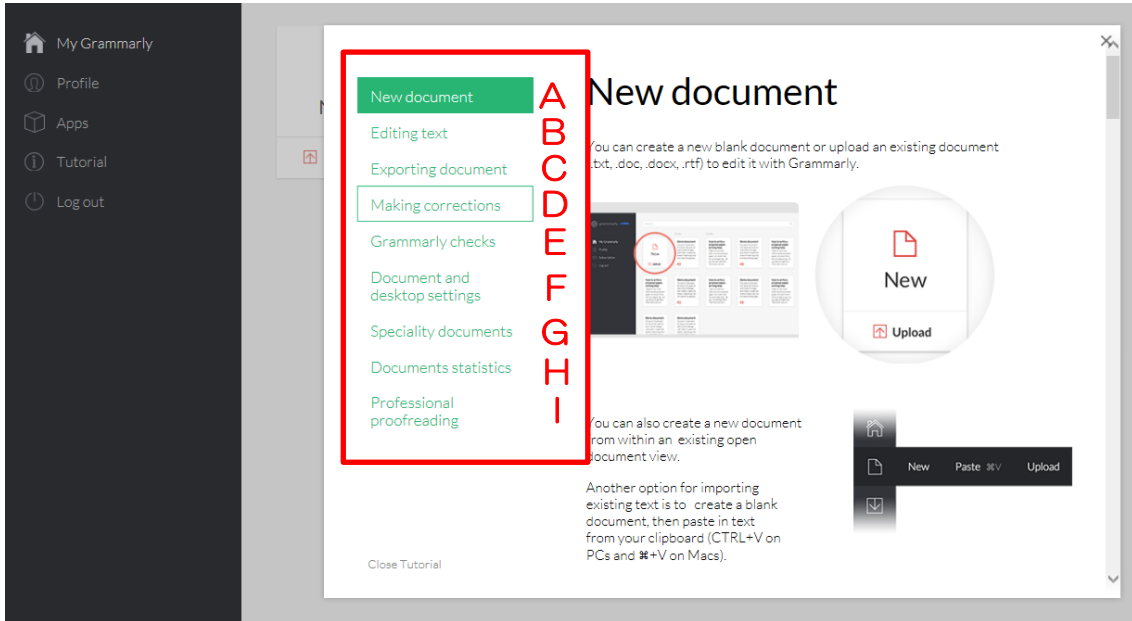 My Grammarly
Profile
Apps
Tutorial
Log out
New document A
Editing text B
Exporting document C
Making corrections D
Grammarly checks E
Document and
desktop settings F
Speciality documents G
Documents statistics H
Professional
proofreading I
Close Tutorial
New document
You can create a new blank document or upload an existing document
.txt, .doc, .docx, .rtf) to edit it with Grammarly.
New
Upload
New
Upload
You can also create a new document
from within an existing open
document view.
New Paste ⌘V Upload
Another option for importing
existing text is to create a blank
document, then paste in text
from your clipboard (CTRL+V on
PCs and ⌘+V on Macs).